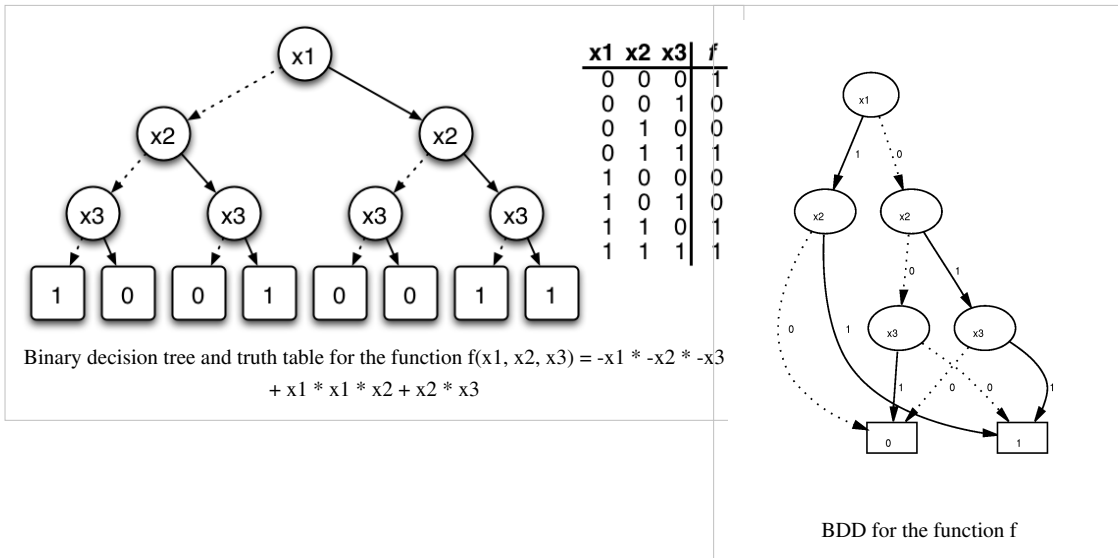 x1
x2 x2
x3 x3 x3 x3
1 0 0 1 0 0 1 1
x1 x2 x3 f
0 0 0 1
0 0 1 0
0 1 0 0
0 1 1 1
1 0 0 0
1 0 1 0
1 1 0 1
1 1 1 1
Binary decision tree and truth table for the function f(x1, x2, x3) = -x1 * -x2 * -x3
+ x1 * x1 * x2 + x2 * x3
x1
1 0
x2 x2
0 1
x3 x3
0 1
1 0 0 1
0 1
BDD for the function f